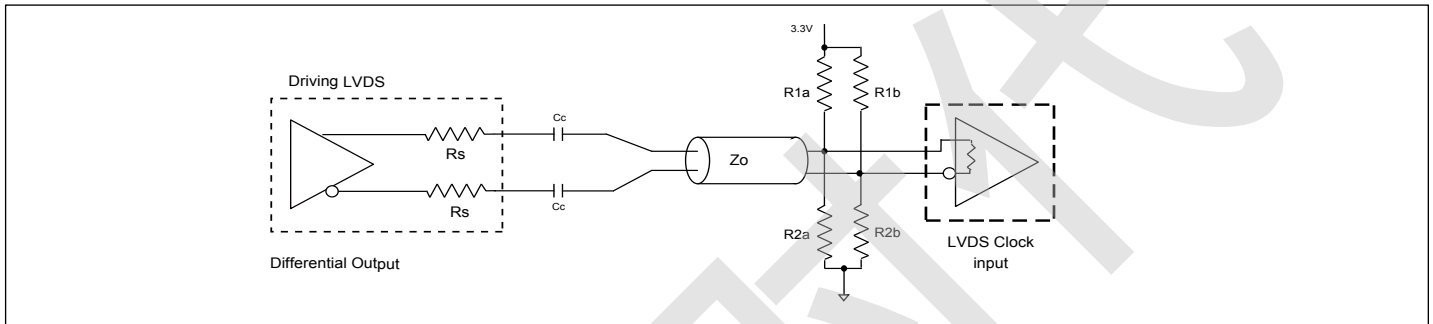 3.3V
Driving LVDS
R1a
R1b
Cc
Rs
Zo
Rs
Cc
R2a
R2b
LVDS Clock
input
Differential Output